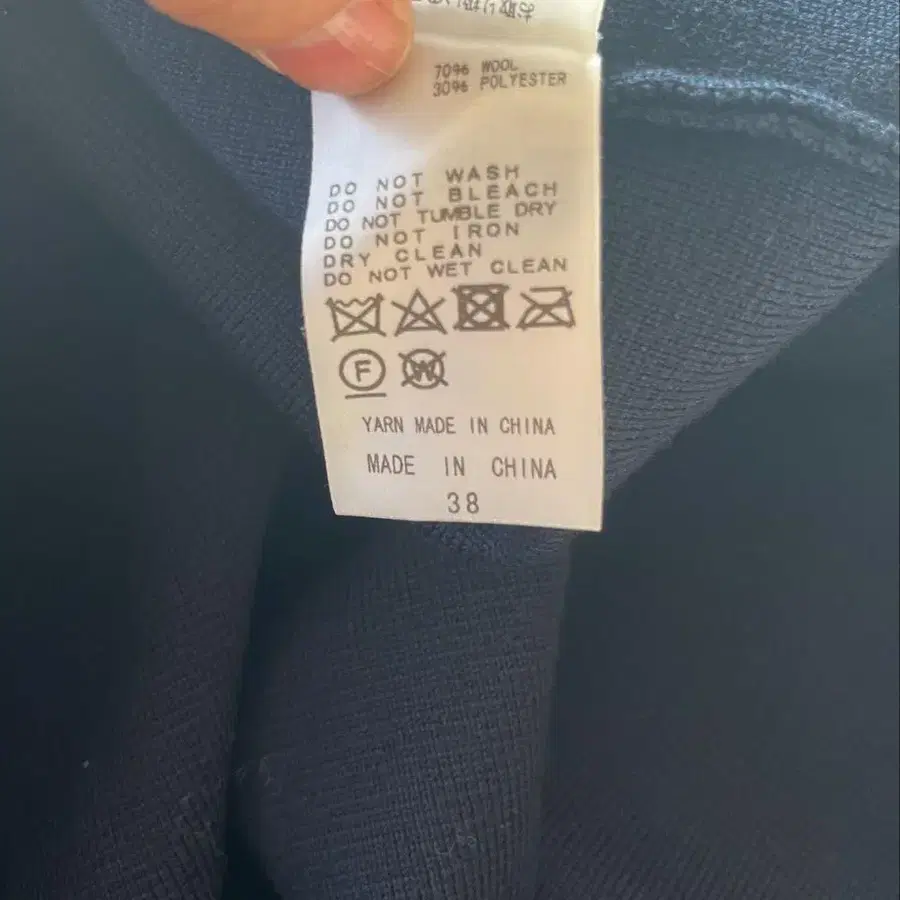 70% WOOL
30% POLYESTER
DO NOT WASH
DO NOT BLEACH
DO NOT TUMBLE DRY
DO NOT IRON
DRY CLEAN
DO NOT WET CLEAN
F W
YARN MADE IN CHINA
MADE IN CHINA
38